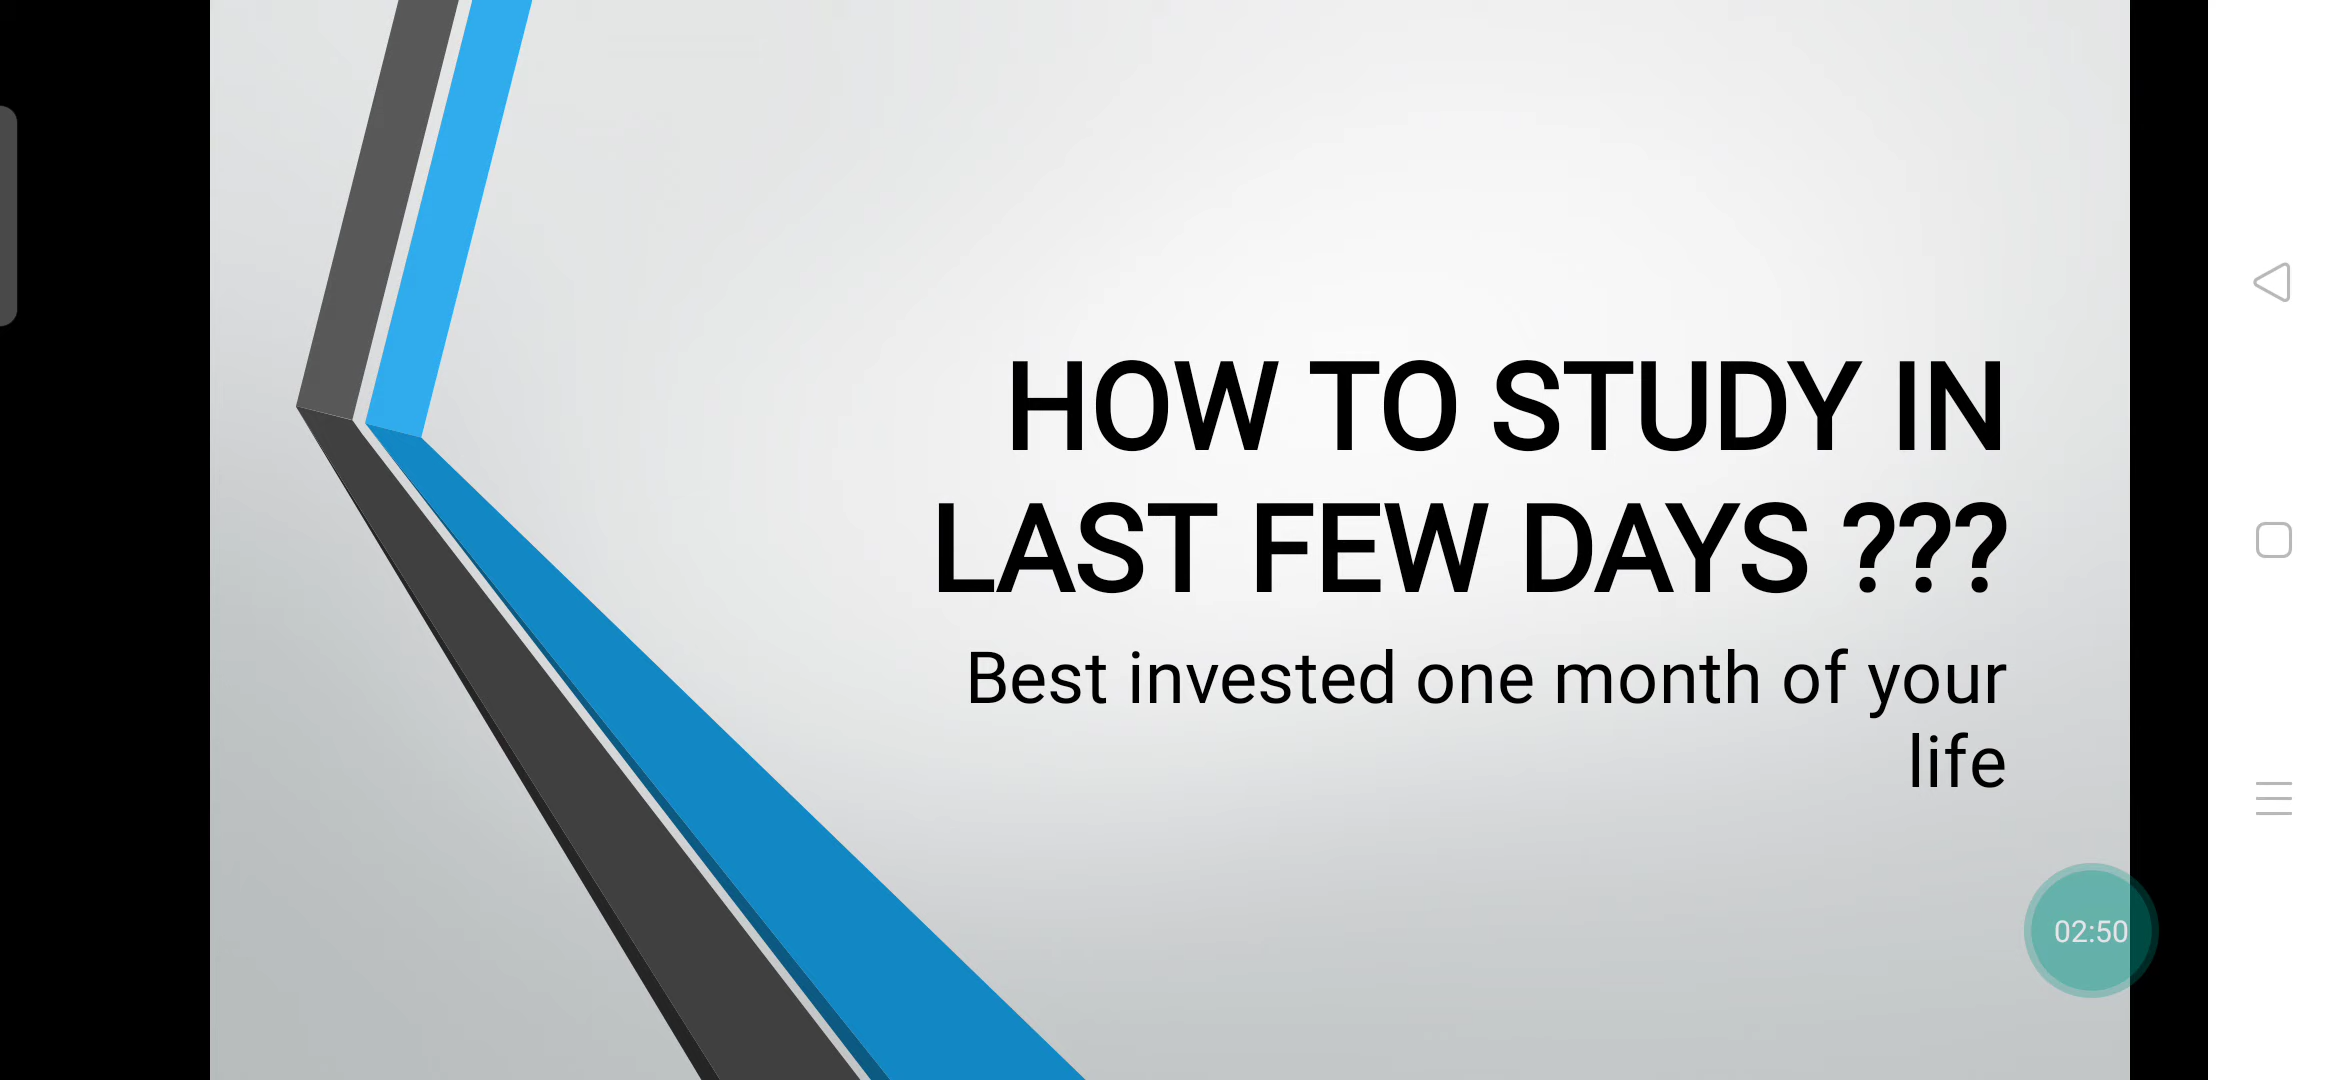 HOW TO STUDY IN
LAST FEW DAYS ???
Best invested one month of your
life
02:50